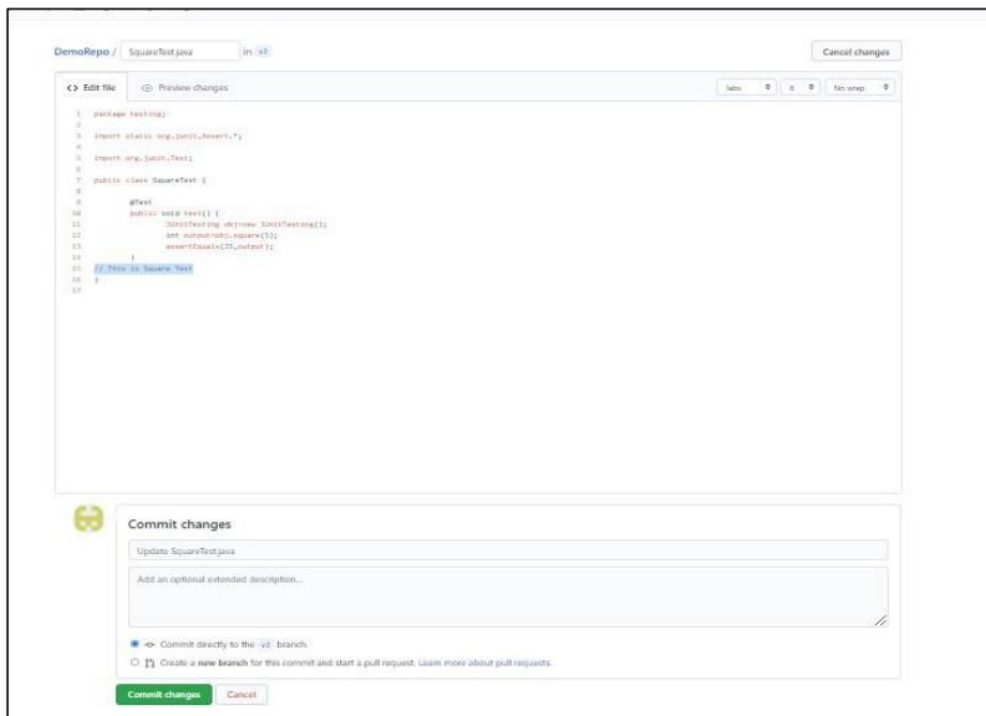 DemoRepo / SquareTest.java in v2 Cancel changes
<> Edit file Preview changes Tabs 8 No wrap
1 package testing;
2
3 import static org.junit.Assert.*;
4
5 import org.junit.Test;
6
7 public class SquareTest {
8
9 @Test
10 public void test() {
11 JUnitTesting obj=new JUnitTesting();
12 int output=obj.square(5);
13 assertEquals(25,output);
14 }
15 // This is Square Test
16 }
17
Commit changes
Update SquareTest.java
Add an optional extended description...
Commit directly to the v2 branch.
Create a new branch for this commit and start a pull request. Learn more about pull requests.
Commit changes Cancel